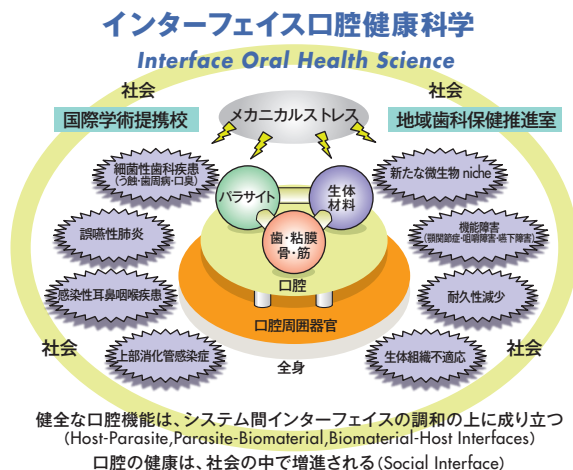 インターフェイス口腔健康科学
Interface Oral Health Science
社会
社会
国際学術提携校
メカニカルストレス
地域歯科保健推進室
細菌性歯科疾患
(う蝕・歯周病・口臭)
パラサイト
生体
材料
新たな微生物 niche
誤嚥性肺炎
歯・粘膜
骨・筋
機能障害
(顎関節症・咀嚼障害・嚥下障害)
口腔
感染性耳鼻咽喉疾患
耐久性減少
口腔周囲器官
社会
上部消化管感染症
全身
生体組織不適応
社会
健全な口腔機能は、システム間インターフェイスの調和の上に成り立つ
(Host-Parasite,Parasite-Biomaterial,Biomaterial-Host Interfaces)
口腔の健康は、社会の中で増進される(Social Interface)